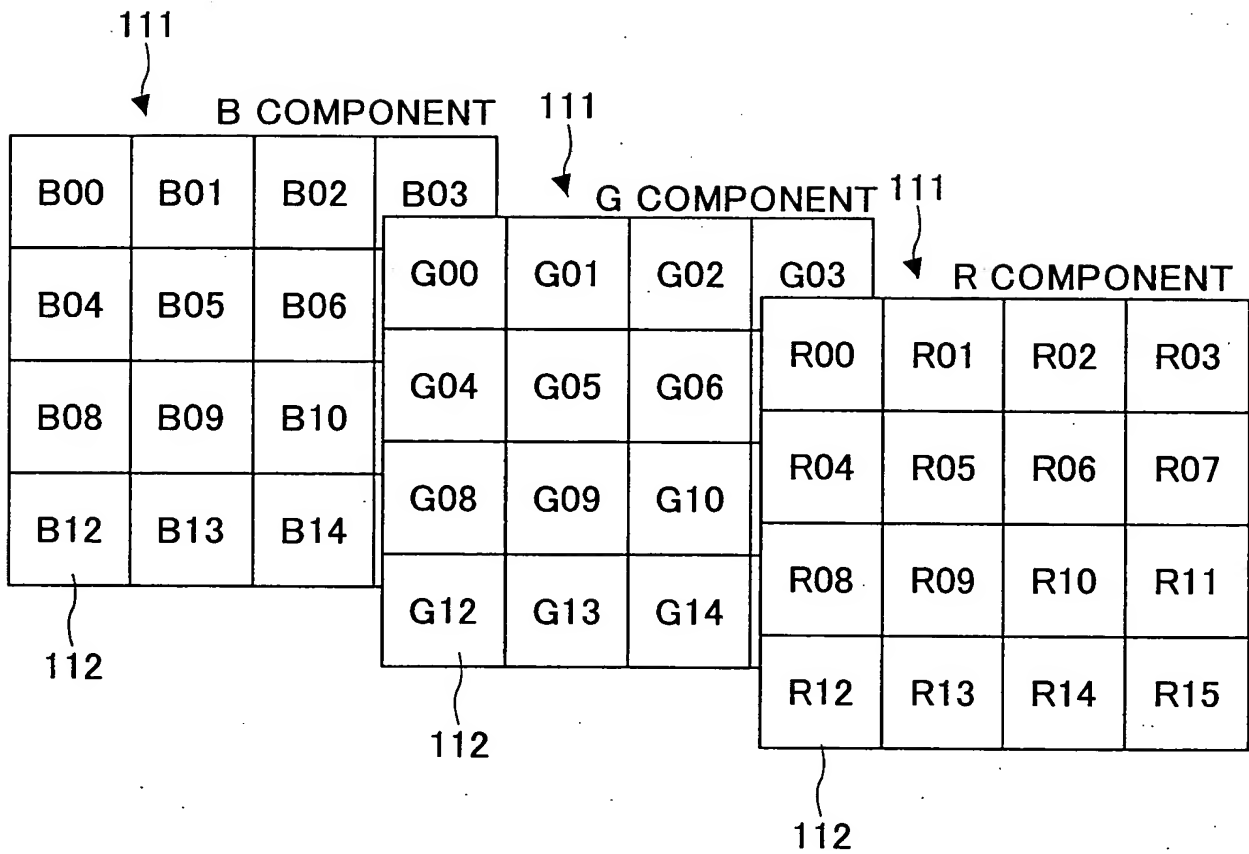 111
B COMPONENT
B00 B01 B02 B03
B04 B05 B06
B08 B09 B10
B12 B13 B14
112
111
G COMPONENT
G00 G01 G02 G03
G04 G05 G06
G08 G09 G10
G12 G13 G14
112
111
R COMPONENT
R00 R01 R02 R03
R04 R05 R06 R07
R08 R09 R10 R11
R12 R13 R14 R15
112